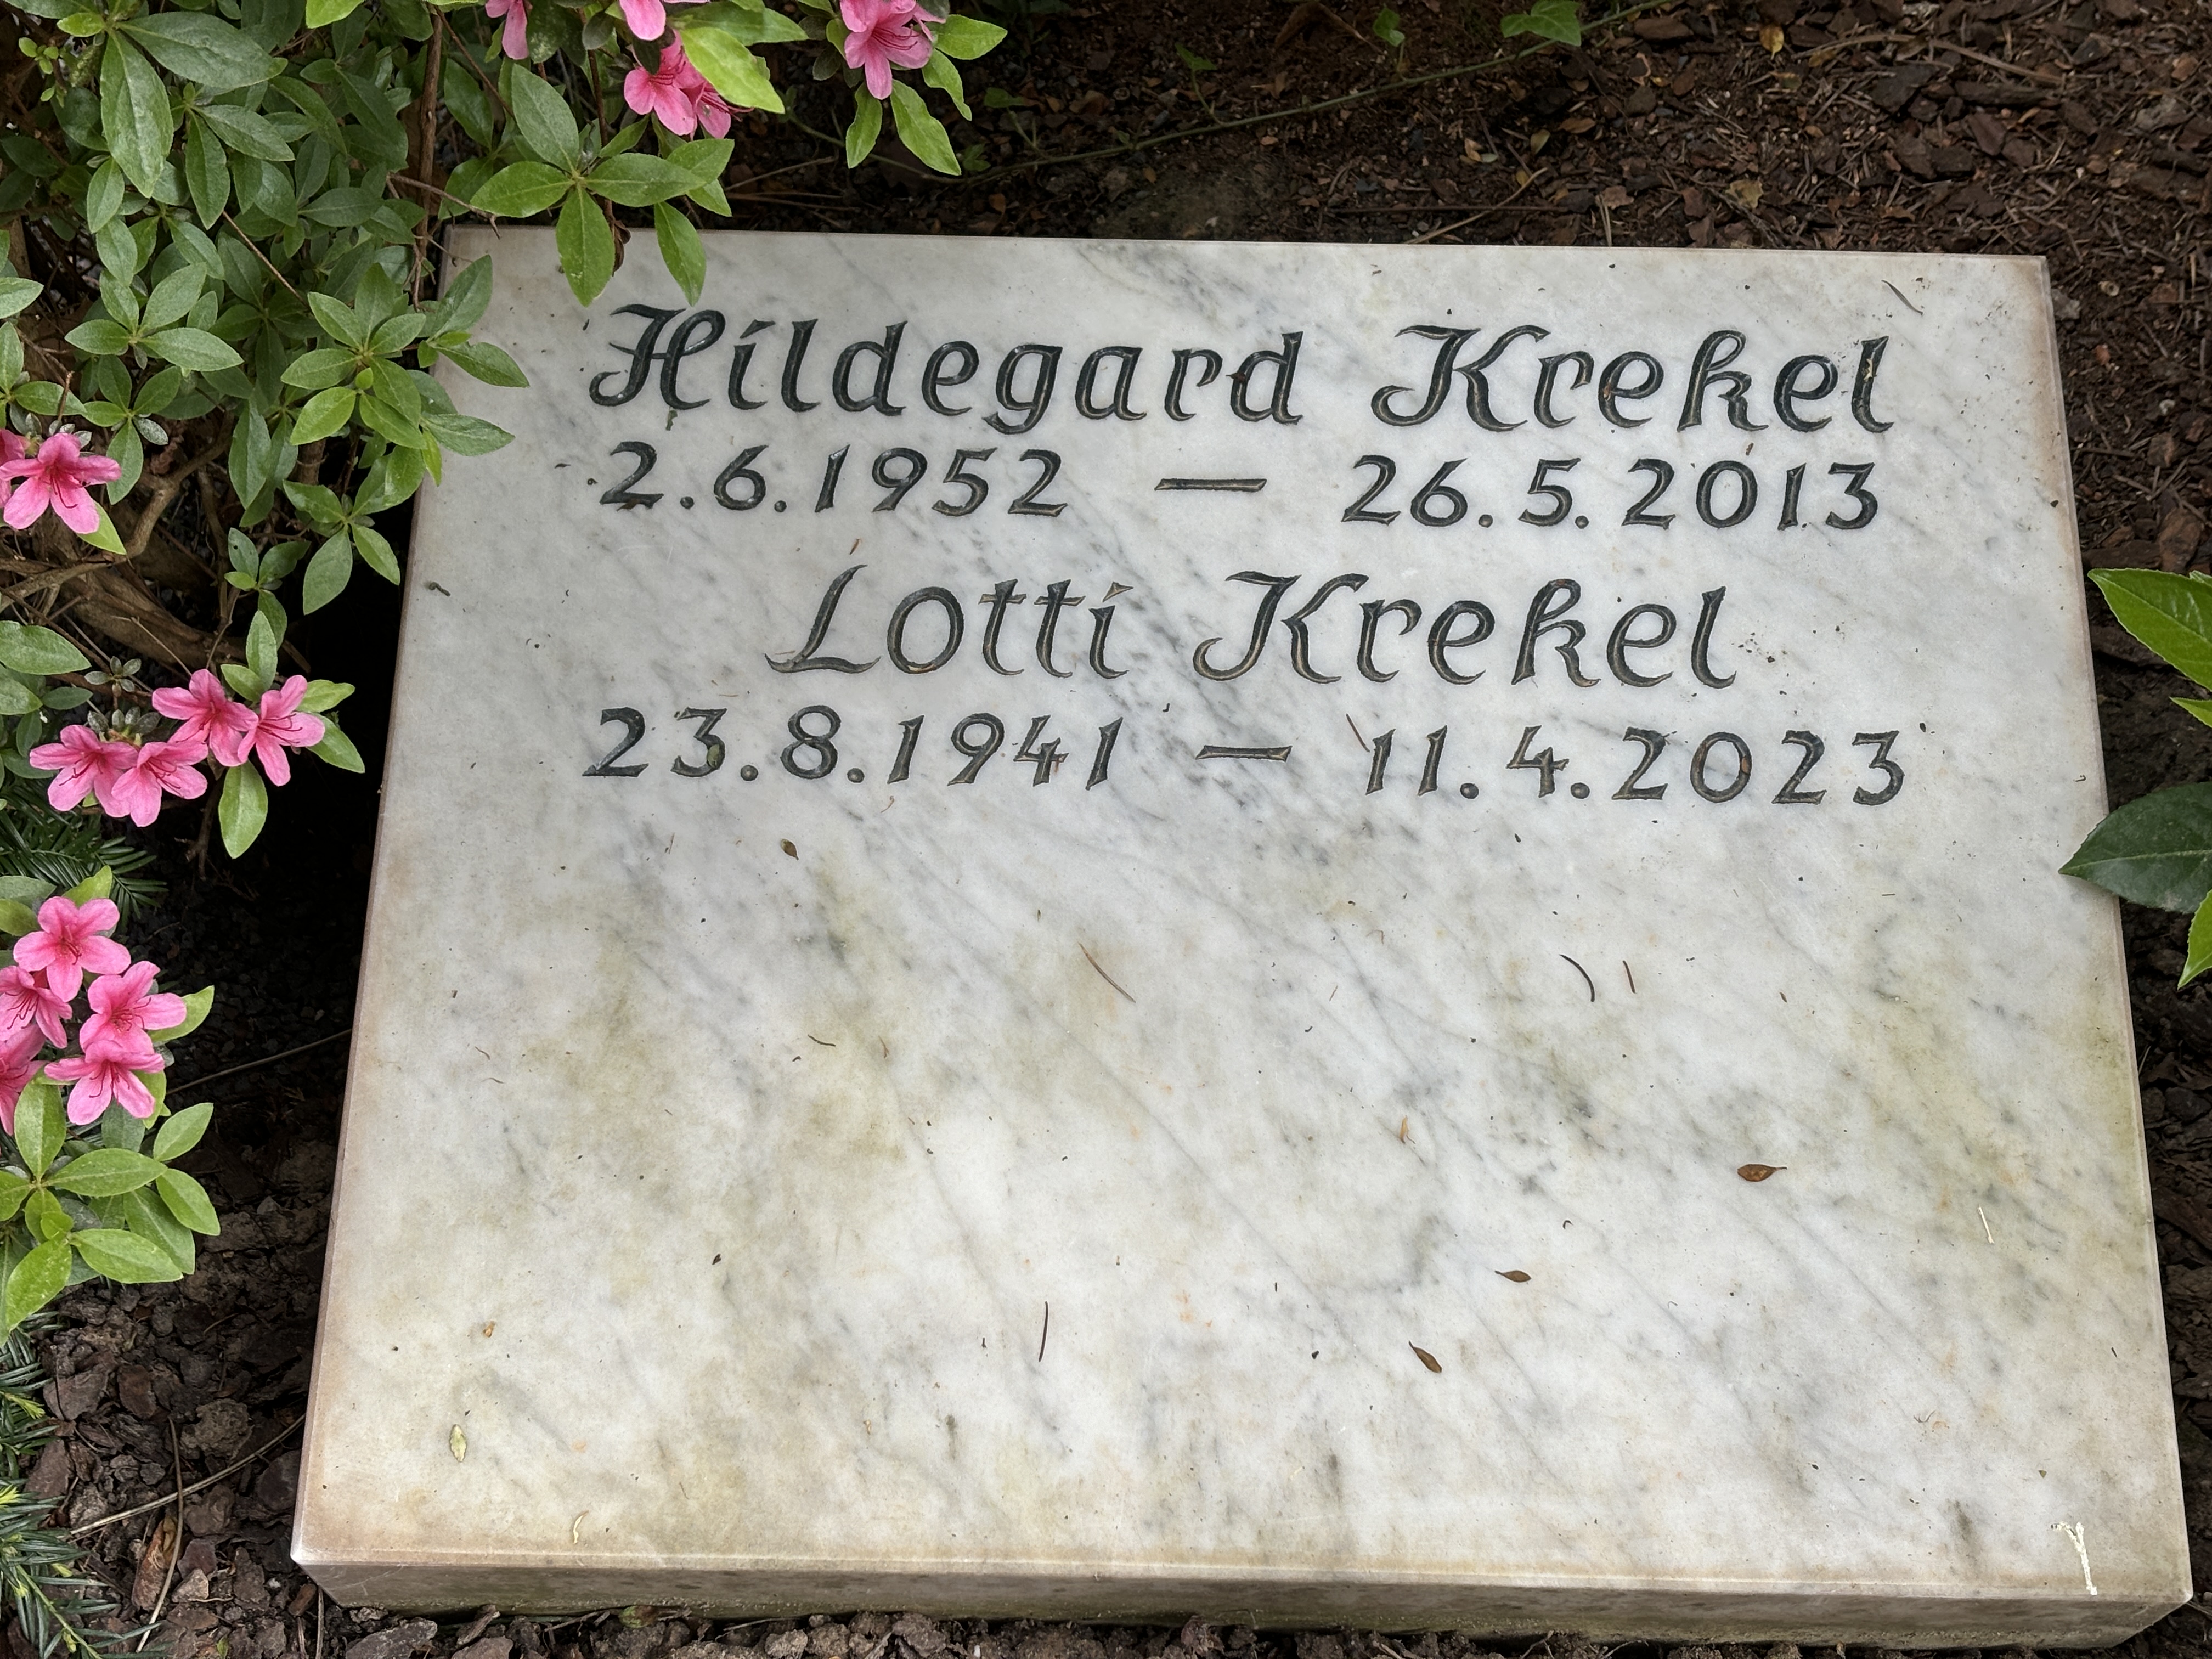 Hildegard Krekel
2.6.1952 — 26.5.2013
Lotti Krekel
23.8.1941 — 11.4.2023